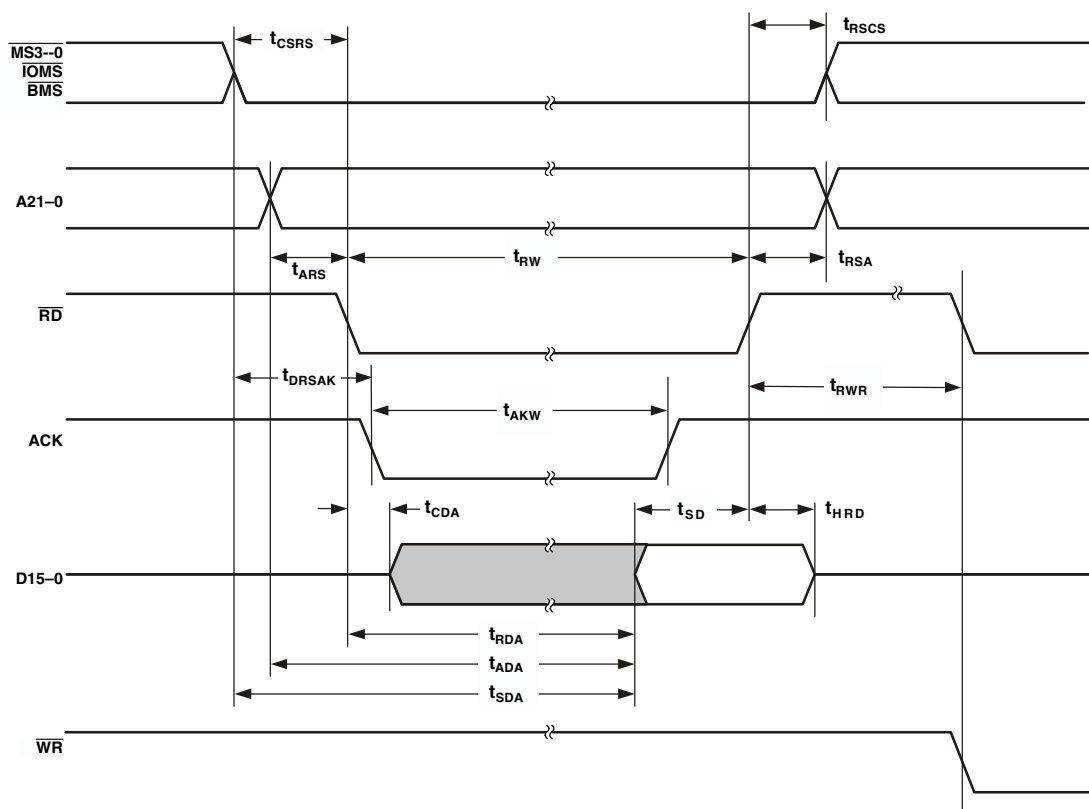 tCSRS
tRSCS
MS3--0
IOMS
BMS
A21–0
tARS
tRW
tRSA
RD
tDRSAK
tAKW
tRWR
ACK
tCDA
tSD
tHRD
D15–0
tRDA
tADA
tSDA
WR